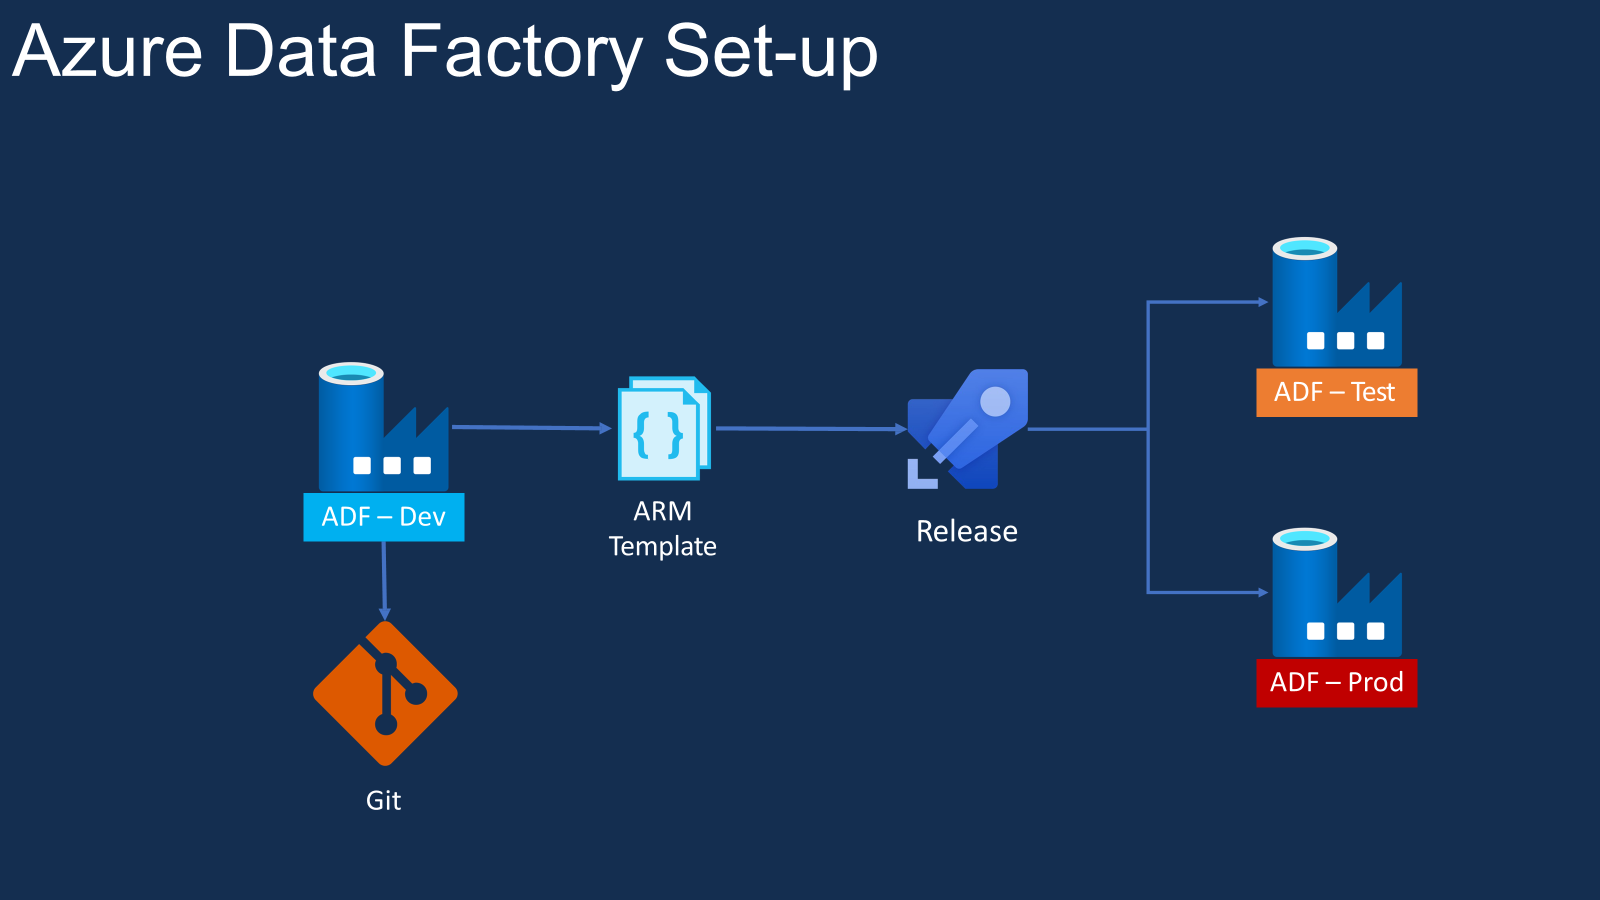 Azure Data Factory Set-up
ADF – Dev
ARM
Template
Release
ADF – Test
ADF – Prod
Git